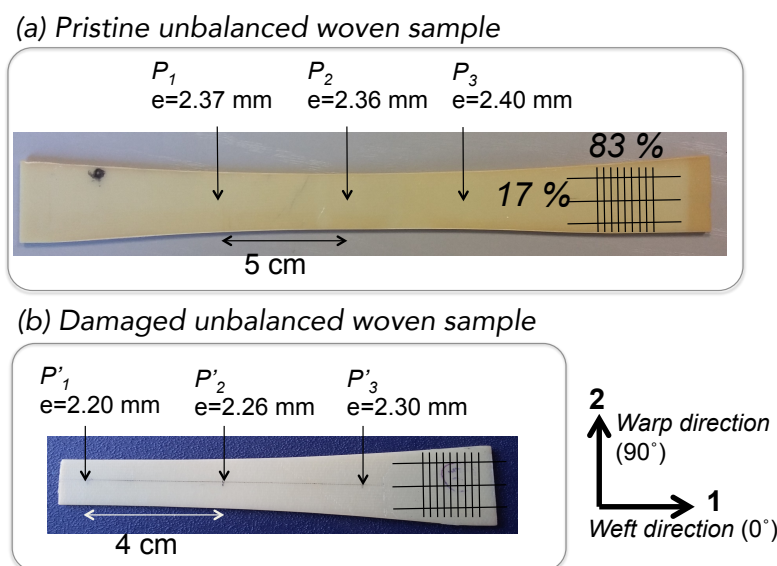 (a) Pristine unbalanced woven sample
P1 P2 P3
e=2.37 mm e=2.36 mm e=2.40 mm
83 %
17 %
5 cm
(b) Damaged unbalanced woven sample
P'1 P'2 P'3
e=2.20 mm e=2.26 mm e=2.30 mm
4 cm
2
Warp direction
(90˚)
1
Weft direction (0˚)